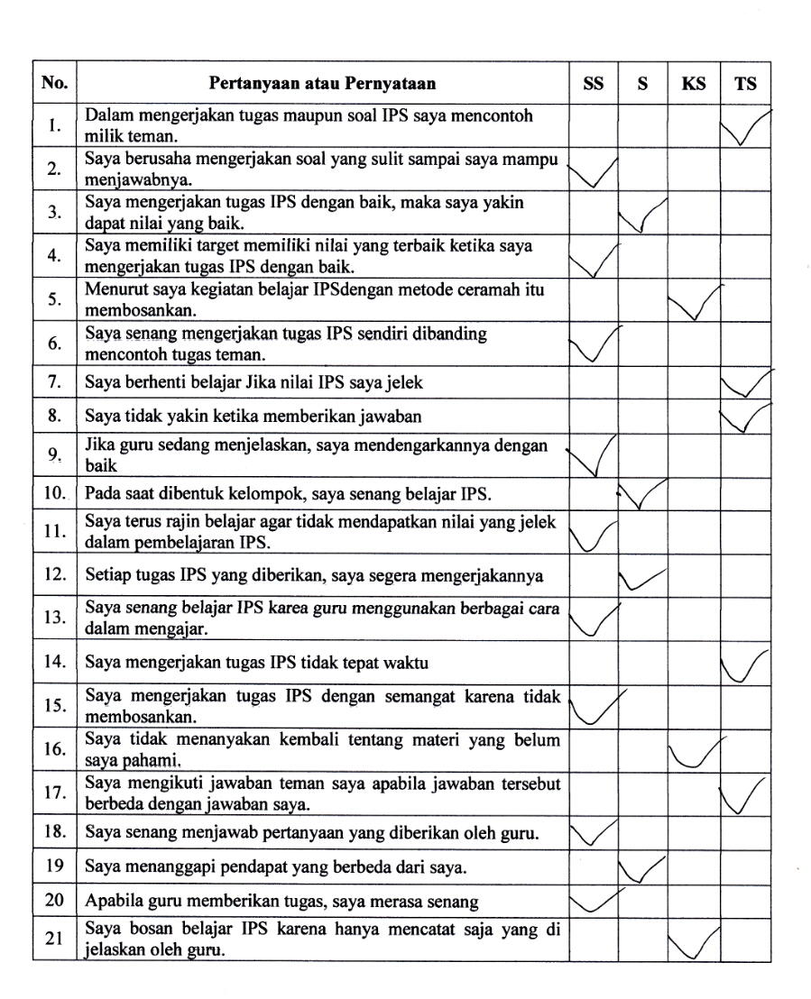 No. Pertanyaan atau Pernyataan SS S KS TS
1. Dalam mengerjakan tugas maupun soal IPS saya mencontoh
milik teman. ✓
2. Saya berusaha mengerjakan soal yang sulit sampai saya mampu
menjawabnya. ✓
3. Saya mengerjakan tugas IPS dengan baik, maka saya yakin
dapat nilai yang baik. ✓
4. Saya memiliki target memiliki nilai yang terbaik ketika saya
mengerjakan tugas IPS dengan baik. ✓
5. Menurut saya kegiatan belajar IPSdengan metode ceramah itu
membosankan. ✓
6. Saya senang mengerjakan tugas IPS sendiri dibanding
mencontoh tugas teman. ✓
7. Saya berhenti belajar Jika nilai IPS saya jelek ✓
8. Saya tidak yakin ketika memberikan jawaban ✓
9. Jika guru sedang menjelaskan, saya mendengarkannya dengan
baik ✓
10. Pada saat dibentuk kelompok, saya senang belajar IPS. ✓
11. Saya terus rajin belajar agar tidak mendapatkan nilai yang jelek
dalam pembelajaran IPS. ✓
12. Setiap tugas IPS yang diberikan, saya segera mengerjakannya ✓
13. Saya senang belajar IPS karea guru menggunakan berbagai cara
dalam mengajar. ✓
14. Saya mengerjakan tugas IPS tidak tepat waktu ✓
15. Saya mengerjakan tugas IPS dengan semangat karena tidak
membosankan. ✓
16. Saya tidak menanyakan kembali tentang materi yang belum
saya pahami. ✓
17. Saya mengikuti jawaban teman saya apabila jawaban tersebut
berbeda dengan jawaban saya. ✓
18. Saya senang menjawab pertanyaan yang diberikan oleh guru. ✓
19 Saya menanggapi pendapat yang berbeda dari saya. ✓
20 Apabila guru memberikan tugas, saya merasa senang ✓
21 Saya bosan belajar IPS karena hanya mencatat saja yang di
jelaskan oleh guru. ✓